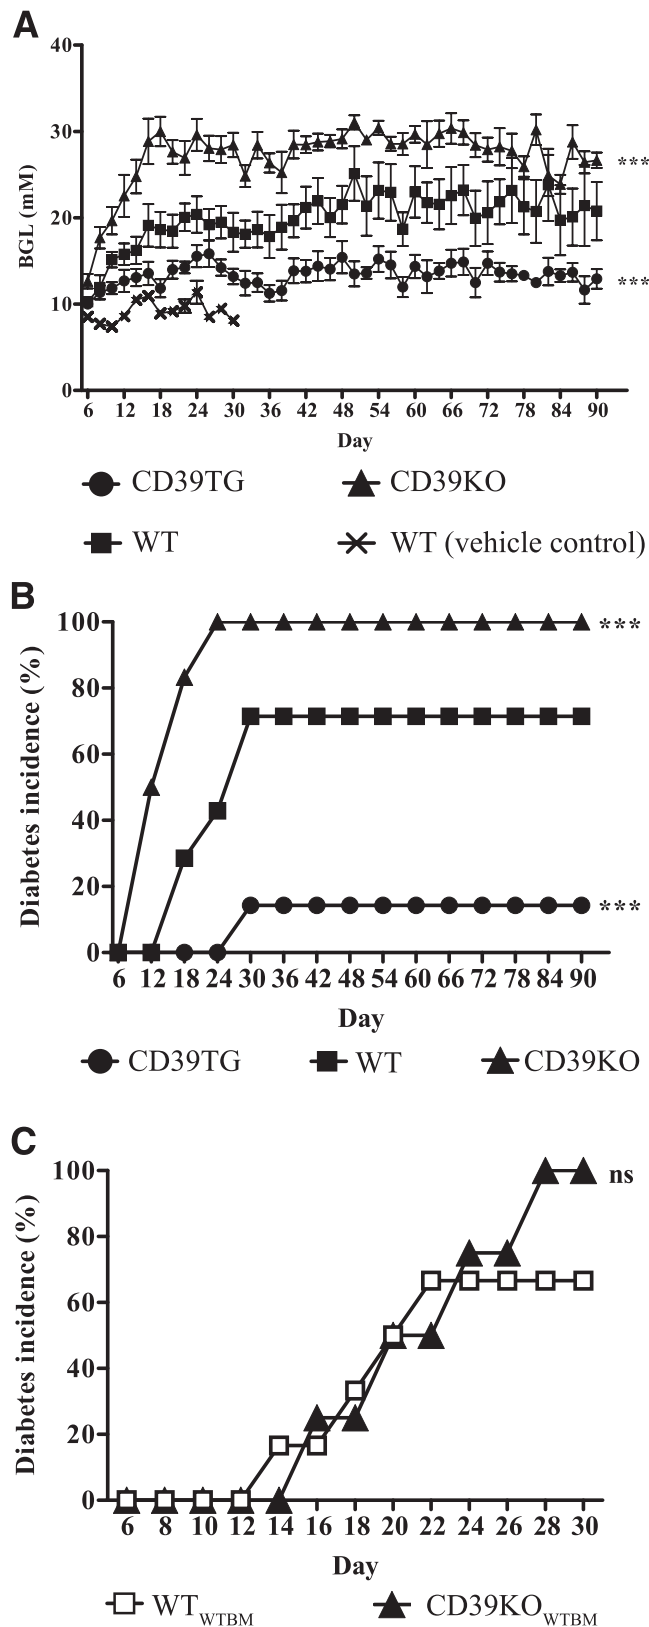 A
40
30
20
10
0
BGL (mM)
***
***
6 12 18 24 30 36 42 48 54 60 66 72 78 84 90
Day
CD39TG CD39KO
WT WT (vehicle control)
B
100
80
60
40
20
0
Diabetes incidence (%)
***
***
6 12 18 24 30 36 42 48 54 60 66 72 78 84 90
Day
CD39TG WT CD39KO
C
100
80
60
40
20
0
Diabetes incidence (%)
ns
6 8 10 12 14 16 18 20 22 24 26 28 30
Day
WTWTBM CD39KOWTBM